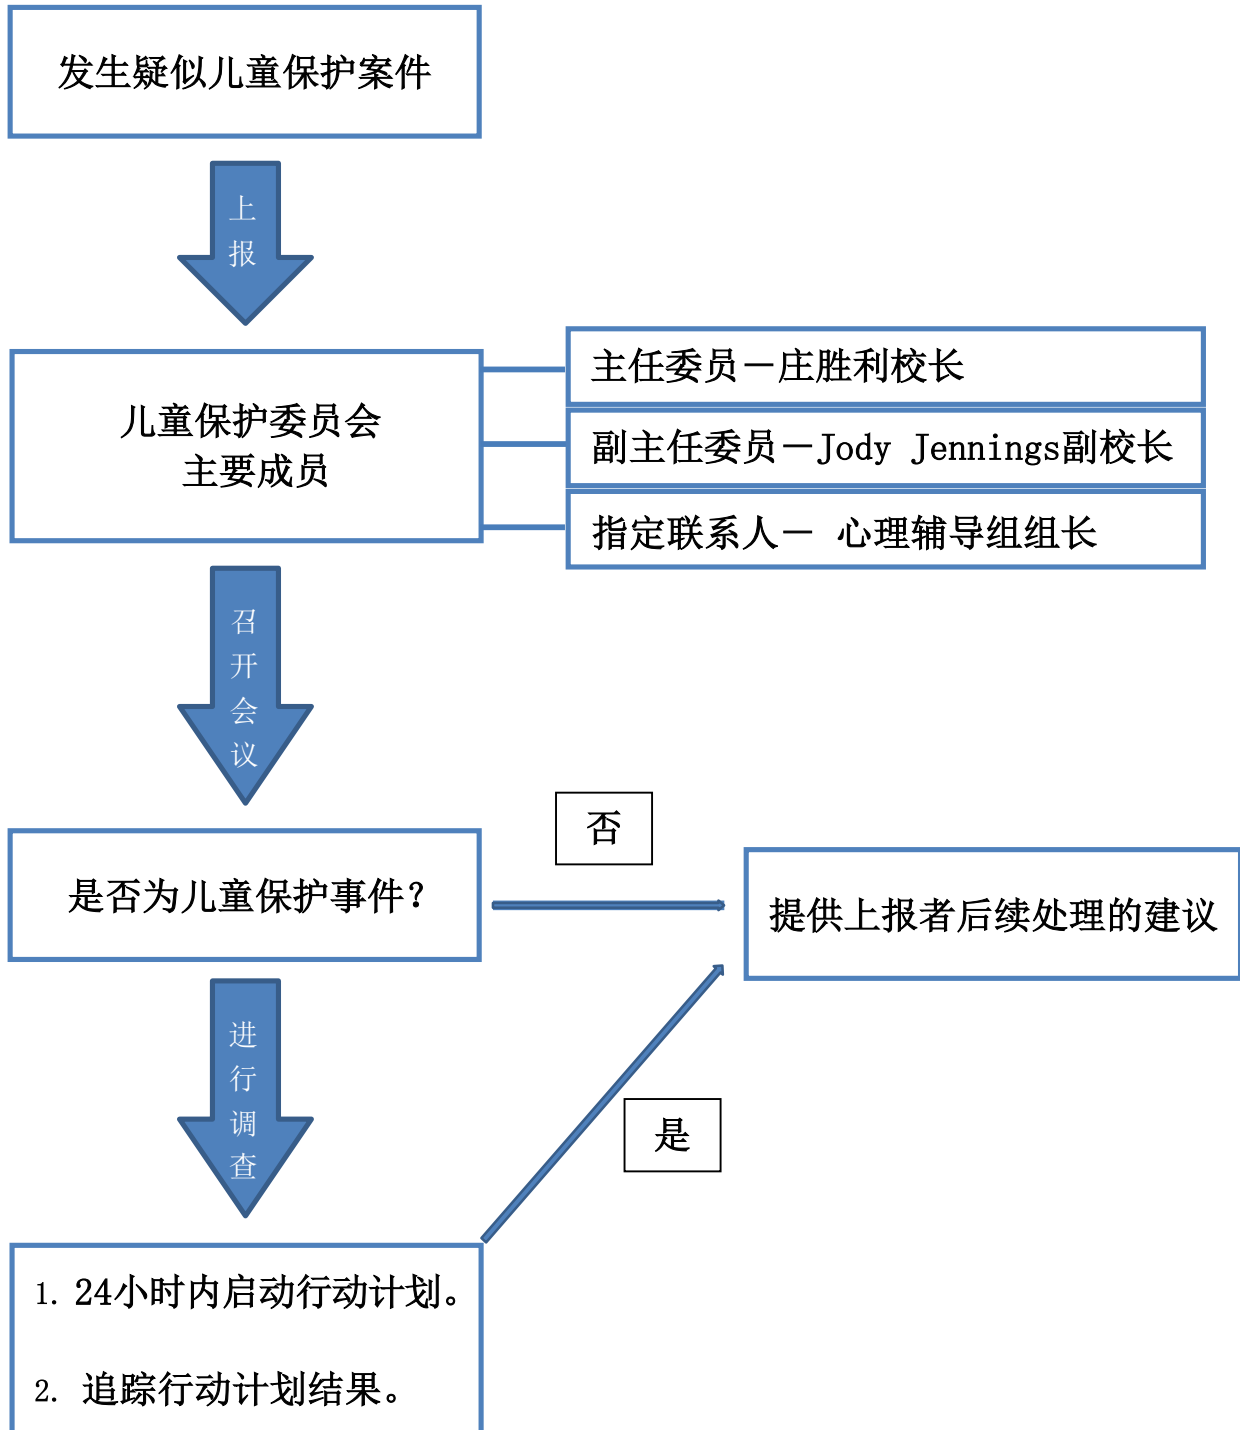 发生疑似儿童保护案件
上
报
儿童保护委员会
主要成员
主任委员－庄胜利校长
副主任委员－Jody Jennings副校长
指定联系人－ 心理辅导组组长
召
开
会
议
是否为儿童保护事件?
否
提供上报者后续处理的建议
进
行
调
查
是
1. 24小时内启动行动计划。
2. 追踪行动计划结果。